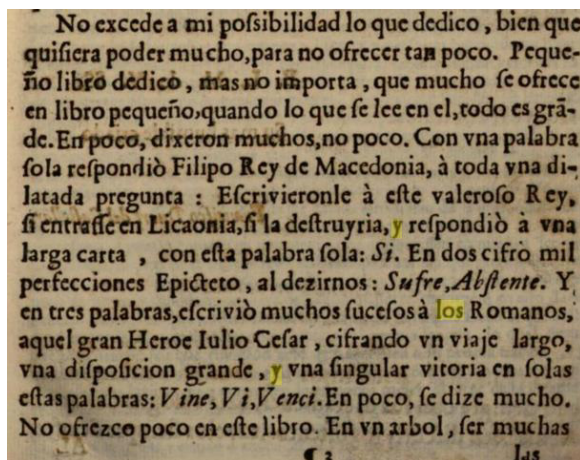 No excede a mi poſsibilidad lo que dedico, bien que
quiſiera poder mucho, para no ofrecer tan poco. Peque-
ño libro dedico, mas no importa, que mucho ſe ofrece
en libro pequeño, quando lo que ſe lee en el, todo es grã-
de. En poco, dixeron muchos, no poco. Con vna palabra
ſola reſpondiò Filipo Rey de Macedonia, à toda vna di-
latada pregunta : Eſcrivieronle à eſte valeroſo Rey,
ſi entraſſe en Licaonia, ſi la deſtruyria, y reſpondiò à vna
larga carta , con eſta palabra ſola: Si. En dos cifrò mil
perfecciones Epicteto, al dezirnos: Sufre, Abſtente. Y
en tres palabras, eſcriviò muchos ſuceſos à los Romanos,
aquel gran Heroe Iulio Ceſar, cifrando vn viaje largo,
vna diſpoſicion grande, y vna ſingular vitoria en ſolas
eſtas palabras: Vine, Vi, Venci. En poco, ſe dize mucho.
No ofrezco poco en eſte libro. En vn arbol, ſer muchas
¶ 2 las